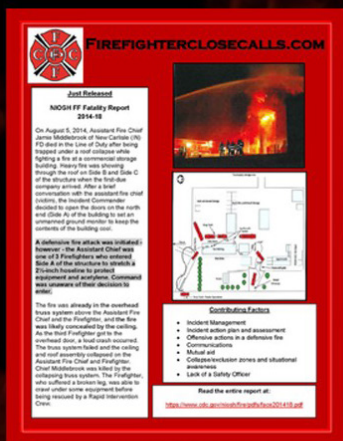 FIREFIGHTERCLOSECALLS.COM
Just Released
NIOSH FF Fatality Report
2014-18
On August 5, 2014, Assistant Fire Chief
Jamie Middlebrook of New Carlisle (IN)
FD died in the Line of Duty after being
trapped under a roof collapse while
fighting a fire at a commercial storage
building. Heavy fire was showing
through the roof on Side B and Side C
of the structure when the first-due
company arrived. After a brief
conversation with the assistant fire chief
(victim), the Incident Commander
decided to open the doors on the north
end (Side A) of the building to set an
unmanned ground monitor to keep the
contents of the building cool.
A defensive fire attack was initiated -
however - the Assistant Chief was
one of 3 Firefighters who entered
Side A of the structure to stretch a
2½-inch hoseline to protect
equipment and acetylene. Command
was unaware of their decision to
enter.
The fire was already in the overhead
truss system above the Assistant Fire
Chief and the Firefighter, and the fire
was likely concealed by the ceiling.
As the third Firefighter got to the
overhead door, a loud crash occurred.
The truss system failed and the ceiling
and roof assembly collapsed on the
Assistant Fire Chief and Firefighter.
Chief Middlebrook was killed by the
collapsing truss system. The Firefighter,
who suffered a broken leg, was able to
crawl under some equipment before
being rescued by a Rapid Intervention
Crew.
Contributing Factors
• Incident Management
• Incident action plan and assessment
• Offensive actions in a defensive fire
• Communications
• Mutual aid
• Collapse/exclusion zones and situational
awareness
• Lack of a Safety Officer
Read the entire report at:
https://www.cdc.gov/niosh/fire/pdfs/face201418.pdf